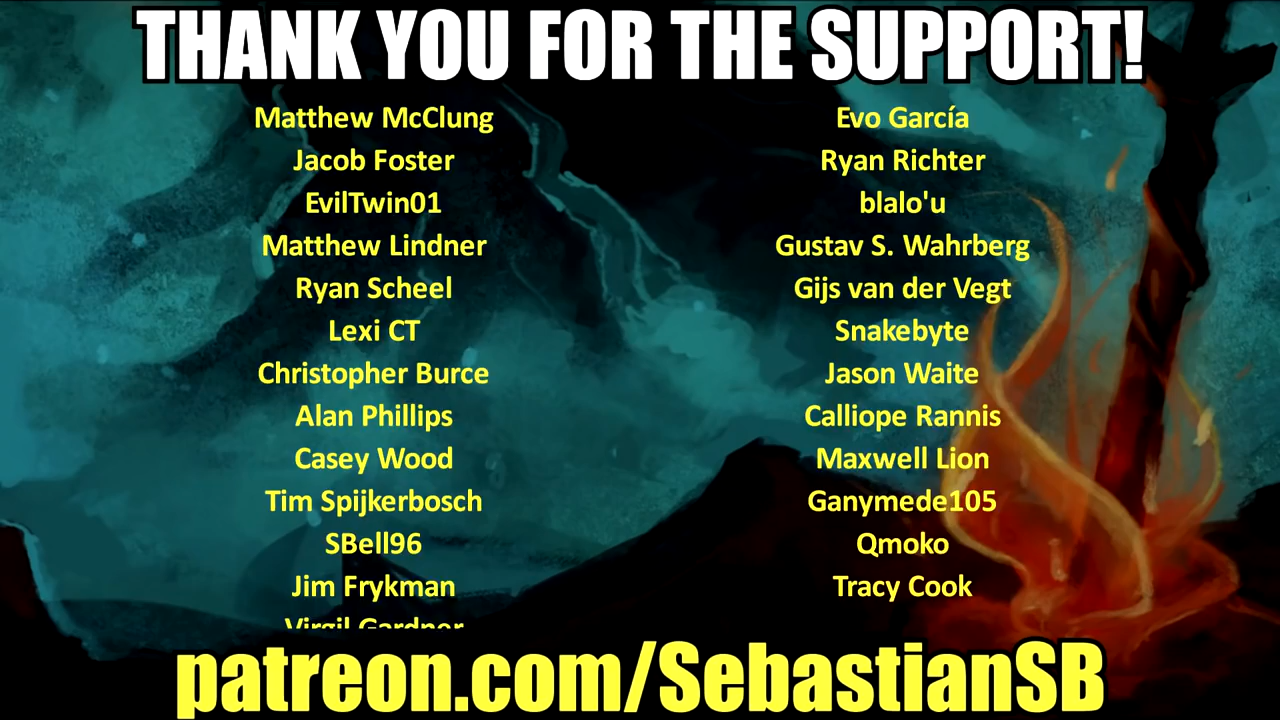 THANK YOU FOR THE SUPPORT!
Matthew McClung
Jacob Foster
EvilTwin01
Matthew Lindner
Ryan Scheel
Lexi CT
Christopher Burce
Alan Phillips
Casey Wood
Tim Spijkerbosch
SBell96
Jim Frykman
Virgil Gardner
Evo García
Ryan Richter
blalo'u
Gustav S. Wahrberg
Gijs van der Vegt
Snakebyte
Jason Waite
Calliope Rannis
Maxwell Lion
Ganymede105
Qmoko
Tracy Cook
patreon.com/SebastianSB